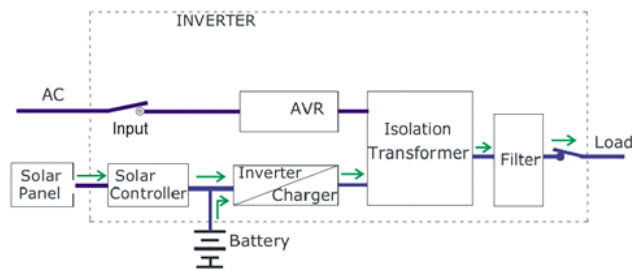 INVERTER
AC
Input
AVR
Isolation
Transformer
Filter
Load
Solar
Panel
Solar
Controller
Inverter
Charger
Battery